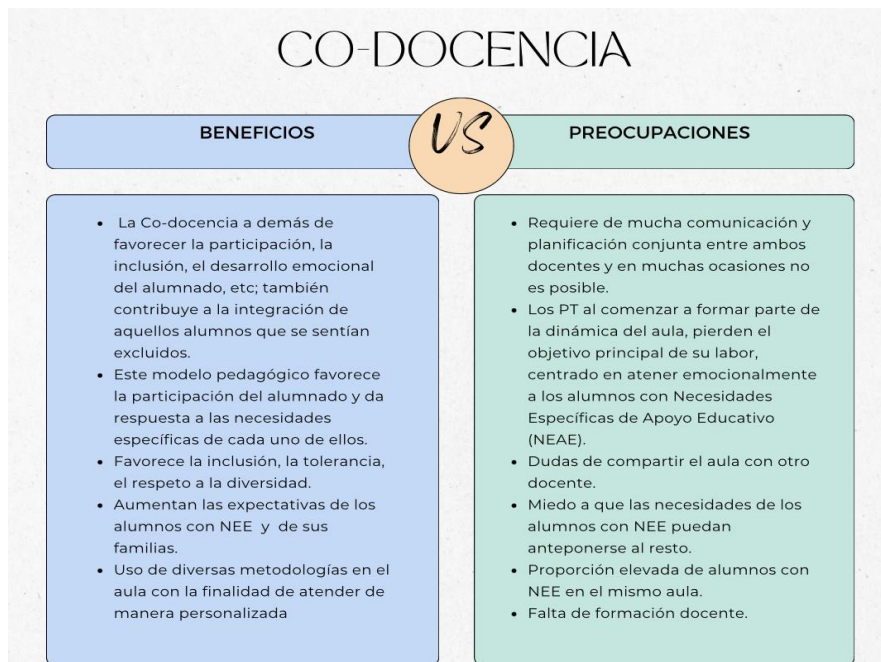 CO-DOCENCIA
BENEFICIOS
VS
PREOCUPACIONES
• La Co-docencia a demás de
favorecer la participación, la
inclusión, el desarrollo emocional
del alumnado, etc; también
contribuye a la integración de
aquellos alumnos que se sentían
excluidos.
• Este modelo pedagógico favorece
la participación del alumnado y da
respuesta a las necesidades
específicas de cada uno de ellos.
• Favorece la inclusión, la tolerancia,
el respeto a la diversidad.
• Aumentan las expectativas de los
alumnos con NEE y de sus
familias.
• Uso de diversas metodologías en el
aula con la finalidad de atender de
manera personalizada
• Requiere de mucha comunicación y
planificación conjunta entre ambos
docentes y en muchas ocasiones no
es posible.
• Los PT al comenzar a formar parte de
la dinámica del aula, pierden el
objetivo principal de su labor,
centrado en atener emocionalmente
a los alumnos con Necesidades
Específicas de Apoyo Educativo
(NEAE).
• Dudas de compartir el aula con otro
docente.
• Miedo a que las necesidades de los
alumnos con NEE puedan
anteponerse al resto.
• Proporción elevada de alumnos con
NEE en el mismo aula.
• Falta de formación docente.